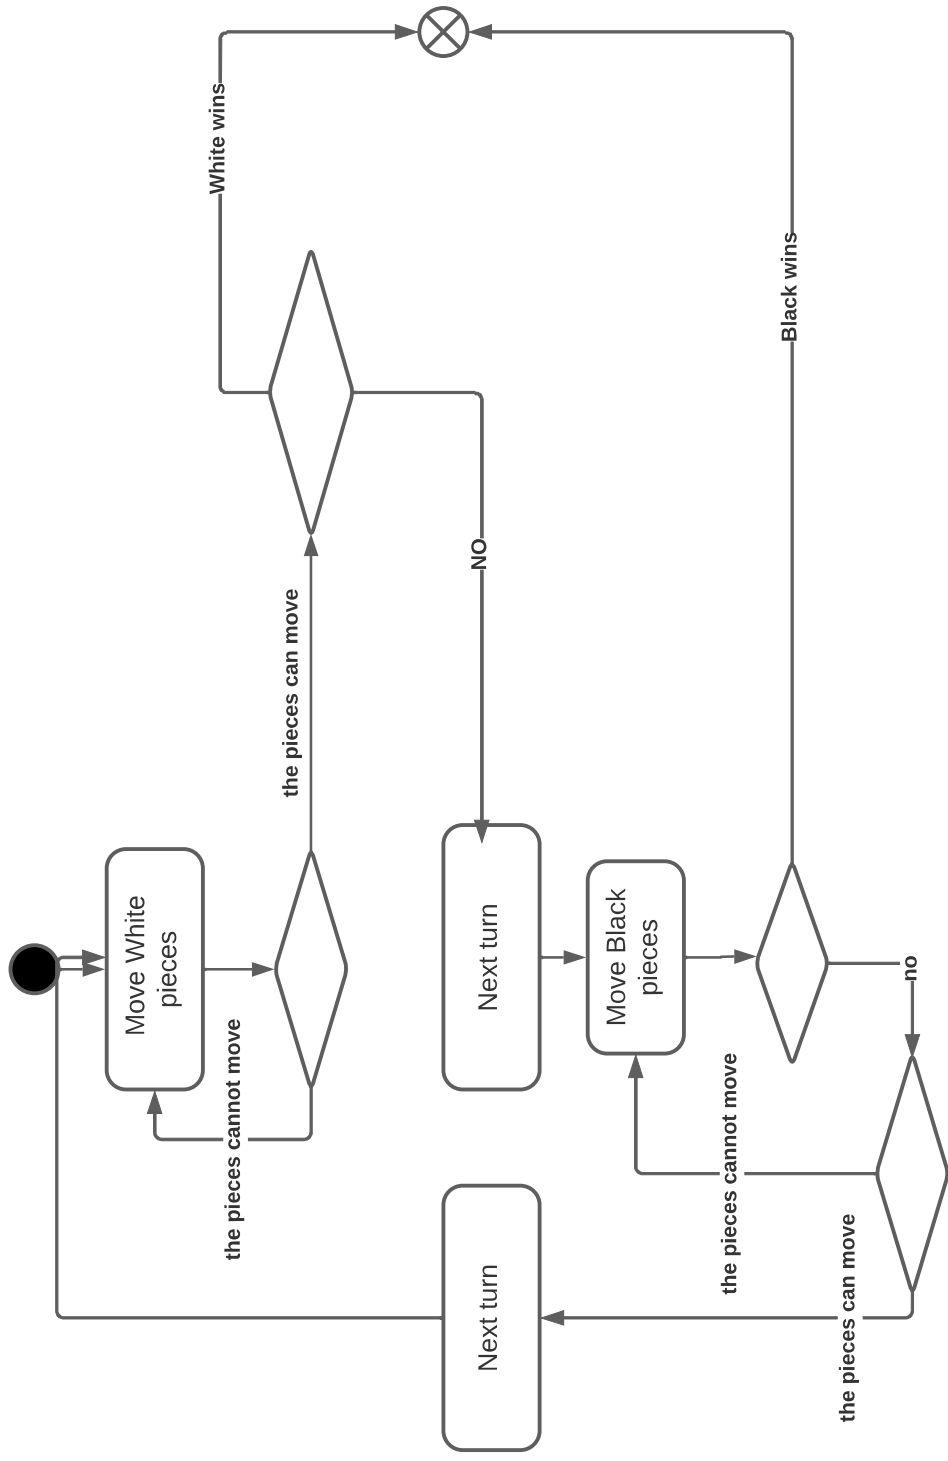 Move White
pieces
the pieces cannot move
the pieces can move
White wins
NO
Next turn
Move Black
pieces
Black wins
no
the pieces cannot move
the pieces can move
Next turn